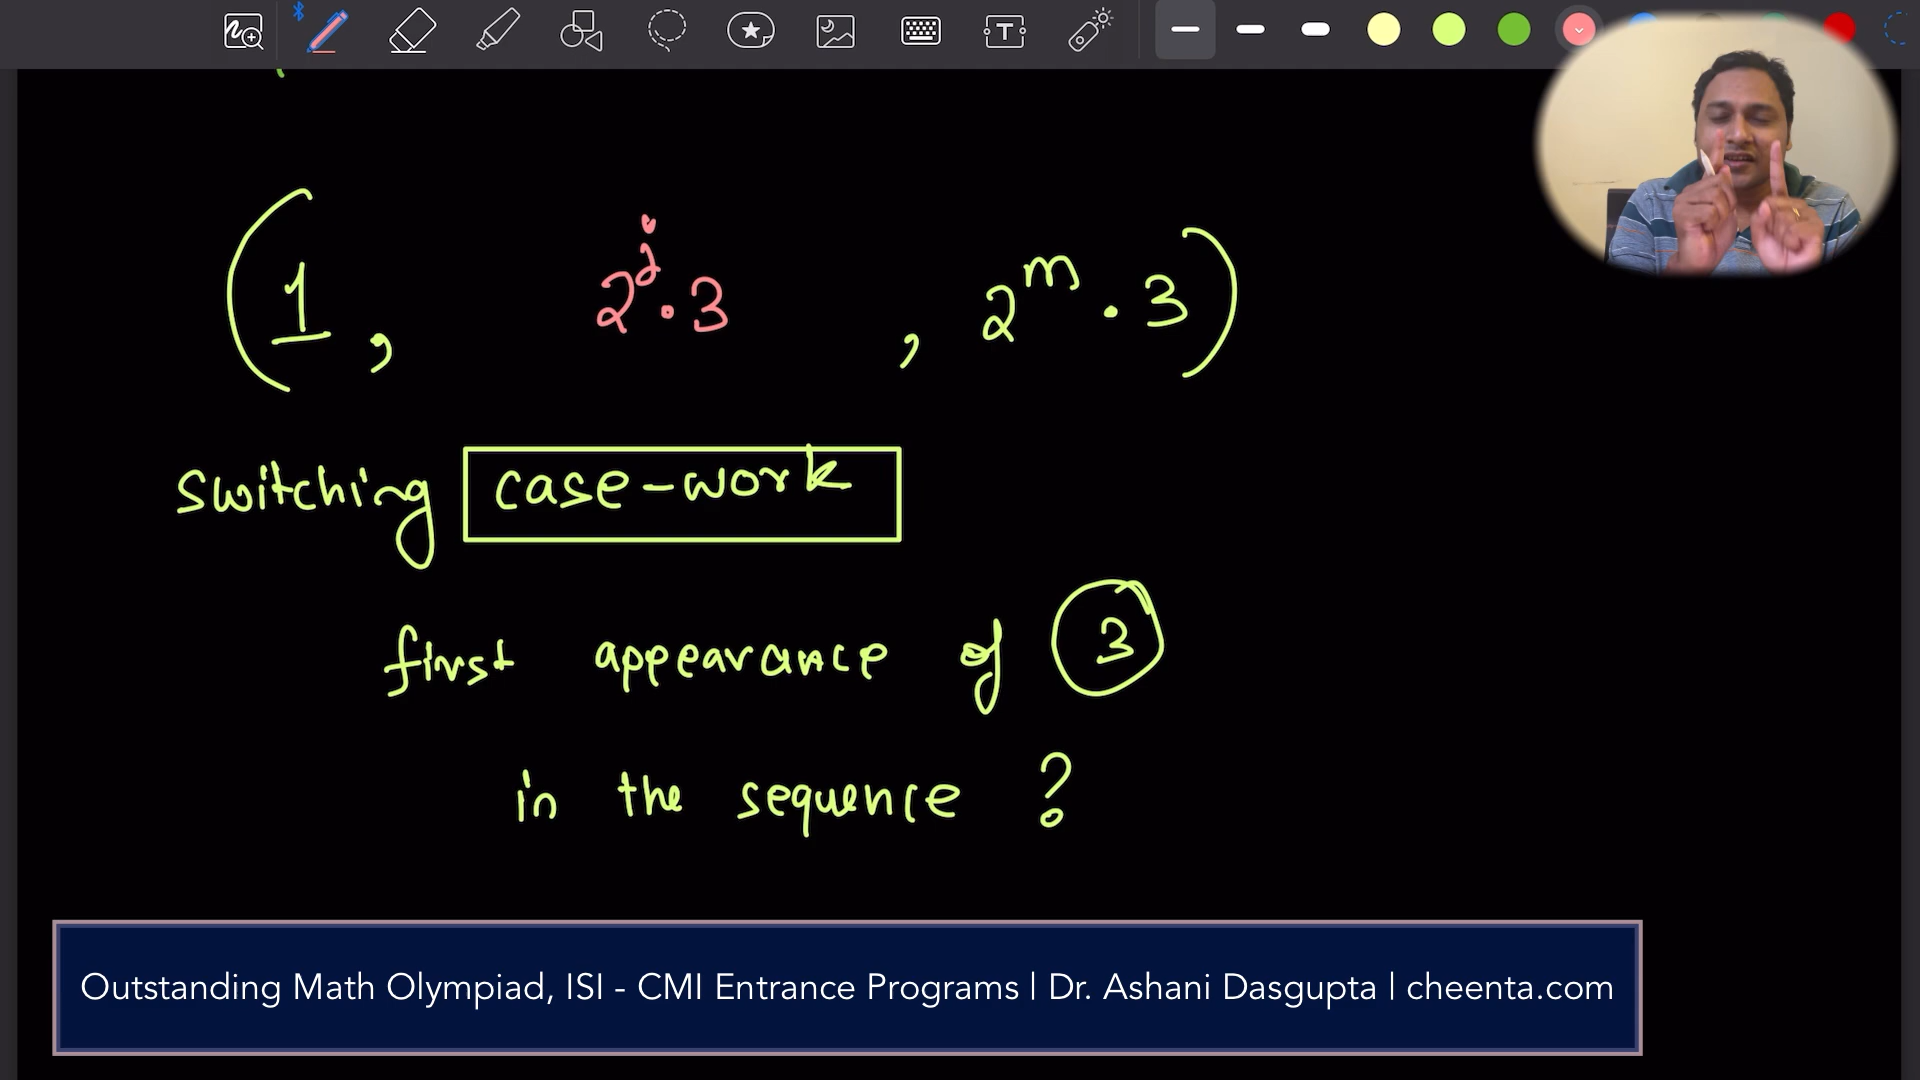 (1, 2^j · 3, 2^m · 3)
switching case-work
first appearance of 3
in the sequence ?
Outstanding Math Olympiad, ISI - CMI Entrance Programs | Dr. Ashani Dasgupta | cheenta.com